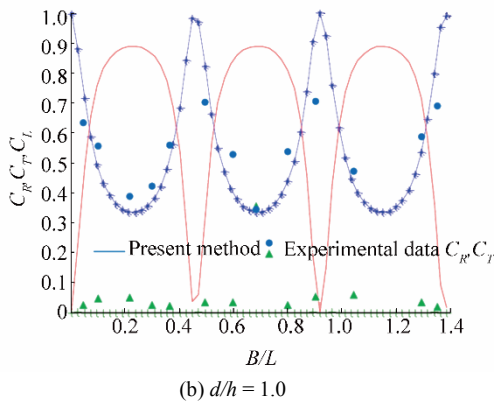 1.0
0.9
0.8
0.7
0.6
0.5
0.4
0.3
0.2
0.1
0
C_R, C_T, C_L
Present method Experimental data C_R, C_T
0.2 0.4 0.6 0.8 1.0 1.2 1.4
B/L
(b) d/h = 1.0